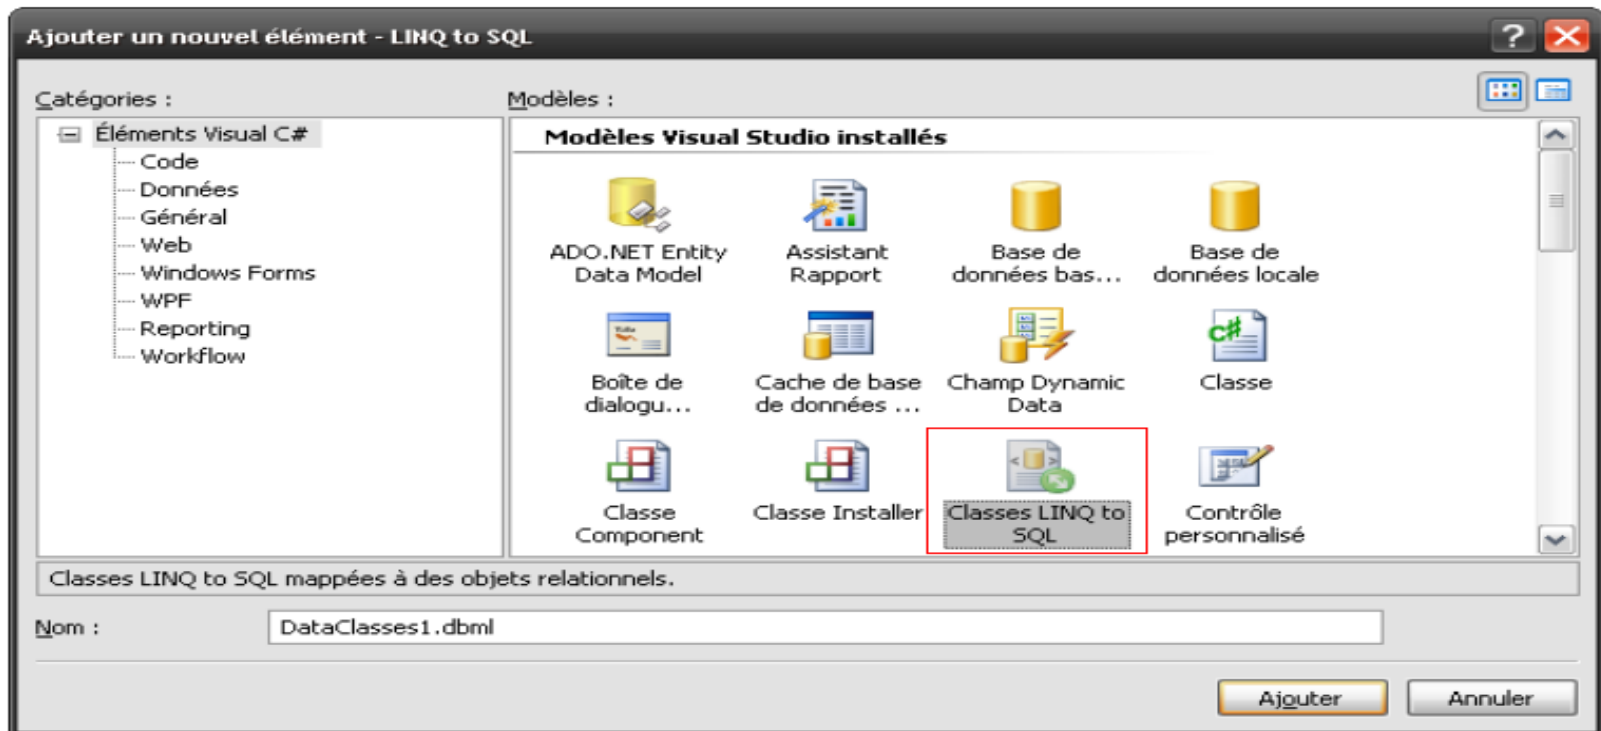 Ajouter un nouvel élément - LINQ to SQL
Catégories :
Modèles :
Éléments Visual C#
Code
Données
Général
Web
Windows Forms
WPF
Reporting
Workflow
Modèles Visual Studio installés
ADO.NET Entity
Data Model
Assistant
Rapport
Base de
données bas...
Base de
données locale
Boîte de
dialogu...
Cache de base
de données ...
Champ Dynamic
Data
Classe
Classe
Component
Classe Installer
Classes LINQ to
SQL
Contrôle
personnalisé
Classes LINQ to SQL mappées à des objets relationnels.
Nom :
DataClasses1.dbml
Ajouter
Annuler